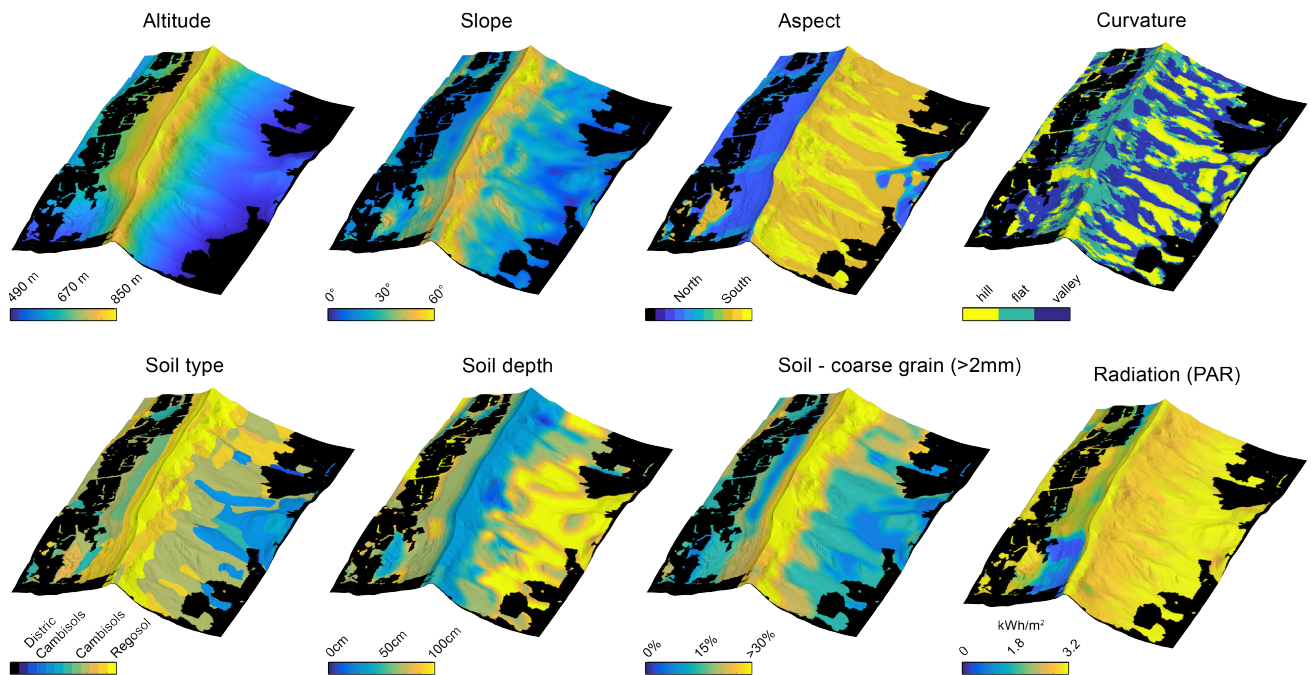 Altitude
Slope
Aspect
Curvature
490 m
670 m
850 m
0°
30°
60°
North
South
hill
flat
valley
Soil type
Soil depth
Soil - coarse grain (>2mm)
Radiation (PAR)
Distric
Cambisols
Cambisols
Regosol
0cm
50cm
100cm
0%
15%
>30%
kWh/m²
0
1.8
3.2